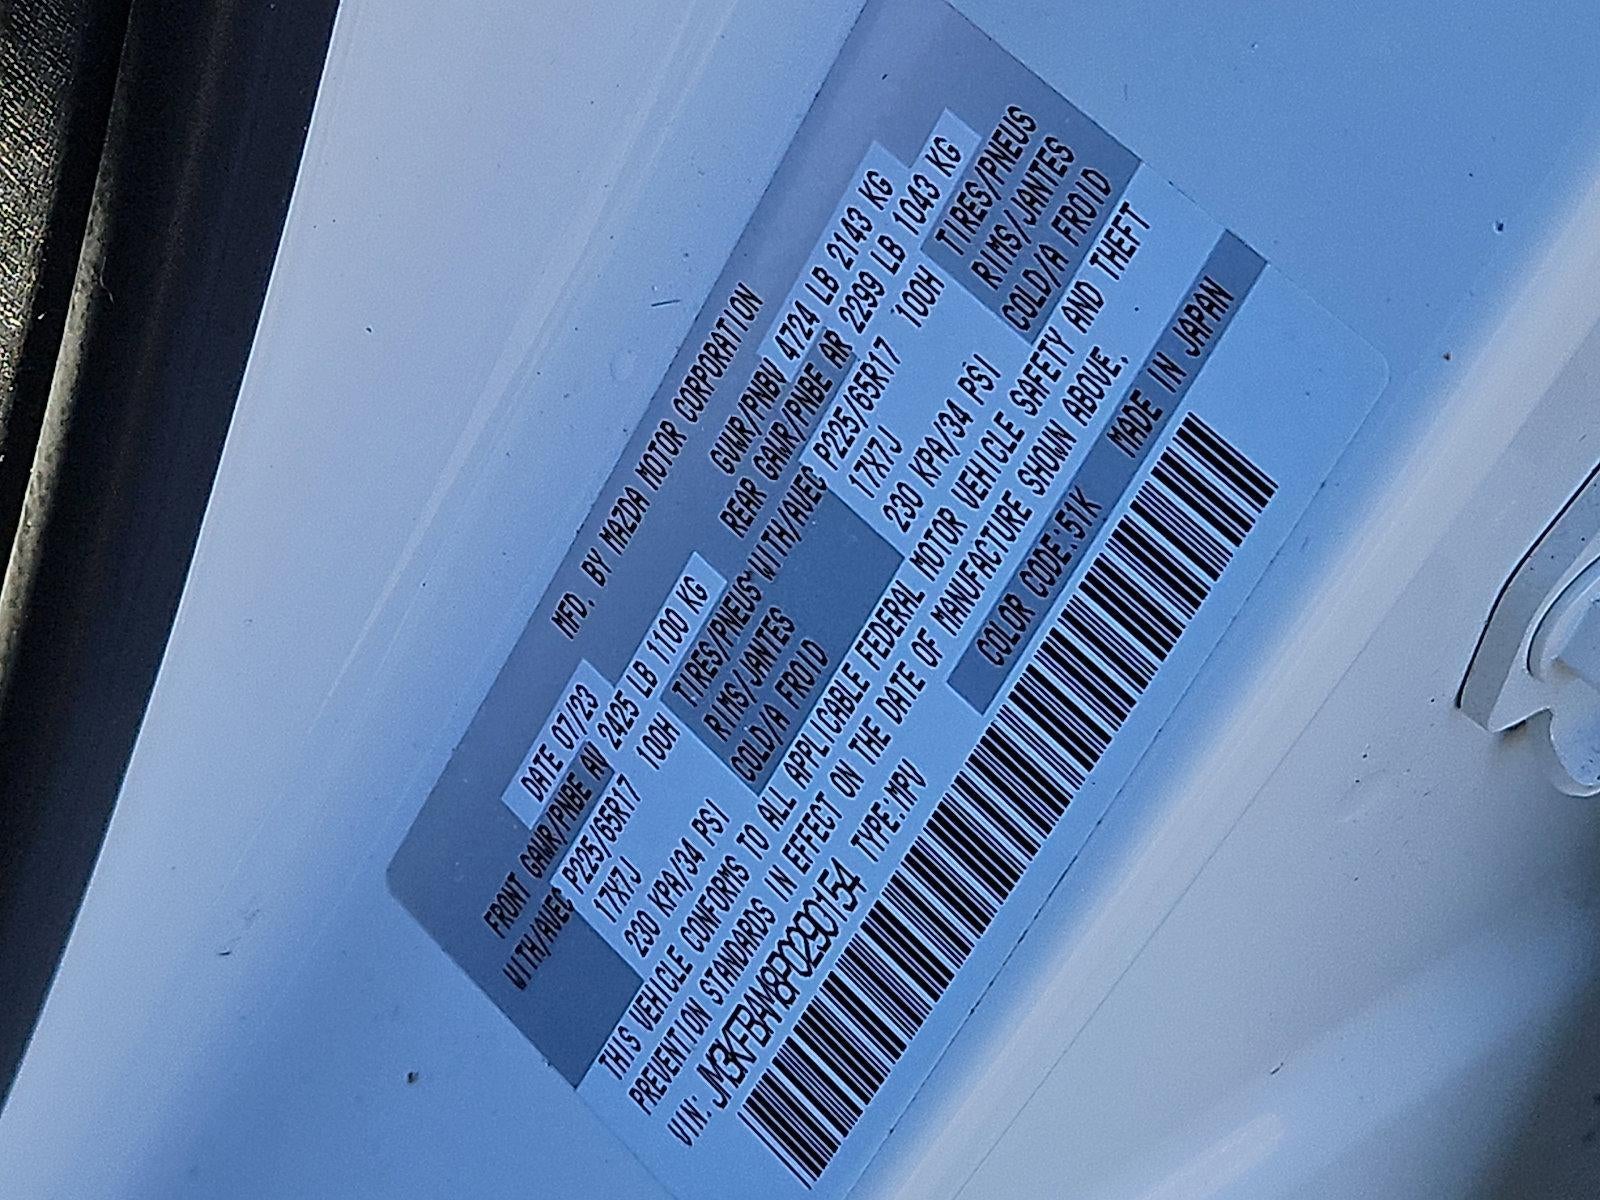 MFD. BY MAZDA MOTOR CORPORATION
DATE 07/23 GVWR/PNBV 4724 LB 2143 KG
FRONT GAWR/PNBE AV 2425 LB 1100 KG REAR GAWR/PNBE AR 2299 LB 1043 KG
WITH/AVEC P225/65R17 100H TIRES/PNEUS WITH/AVEC P225/65R17 100H TIRES/PNEUS
17X7J RIMS/JANTES 17X7J RIMS/JANTES
230 KPA/34 PSI COLD/A FROID 230 KPA/34 PSI COLD/A FROID
THIS VEHICLE CONFORMS TO ALL APPLICABLE FEDERAL MOTOR VEHICLE SAFETY AND THEFT
PREVENTION STANDARDS IN EFFECT ON THE DATE OF MANUFACTURE SHOWN ABOVE.
VIN: JM3KFBAM8P0290154 TYPE:MPV COLOR CODE:51K MADE IN JAPAN